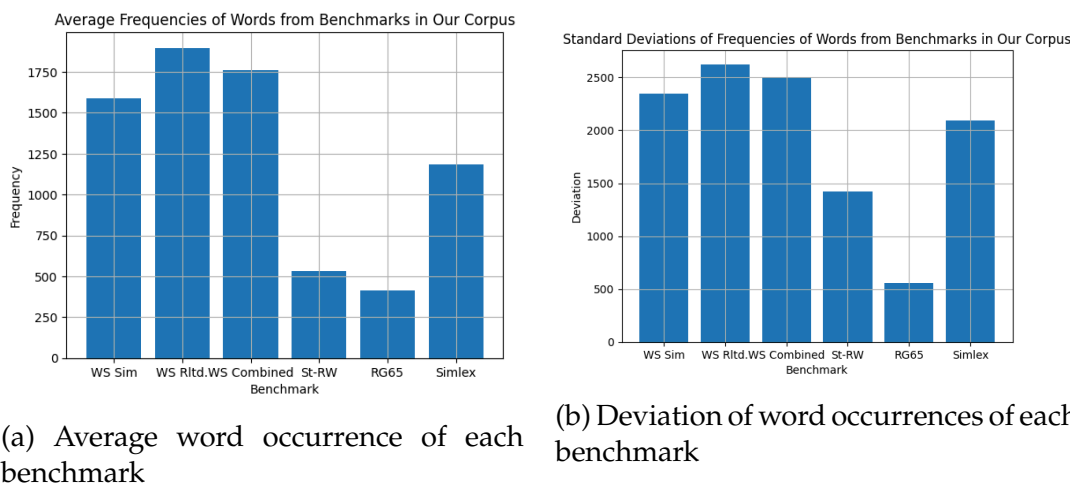 Average Frequencies of Words from Benchmarks in Our Corpus
1750
1500
1250
1000
750
500
250
0
Frequency
WS Sim WS Rltd. WS Combined St-RW RG65 Simlex
Benchmark
(a) Average word occurrence of each
benchmark
Standard Deviations of Frequencies of Words from Benchmarks in Our Corpus
2500
2000
1500
1000
500
0
Deviation
WS Sim WS Rltd. WS Combined St-RW RG65 Simlex
Benchmark
(b) Deviation of word occurrences of each
benchmark